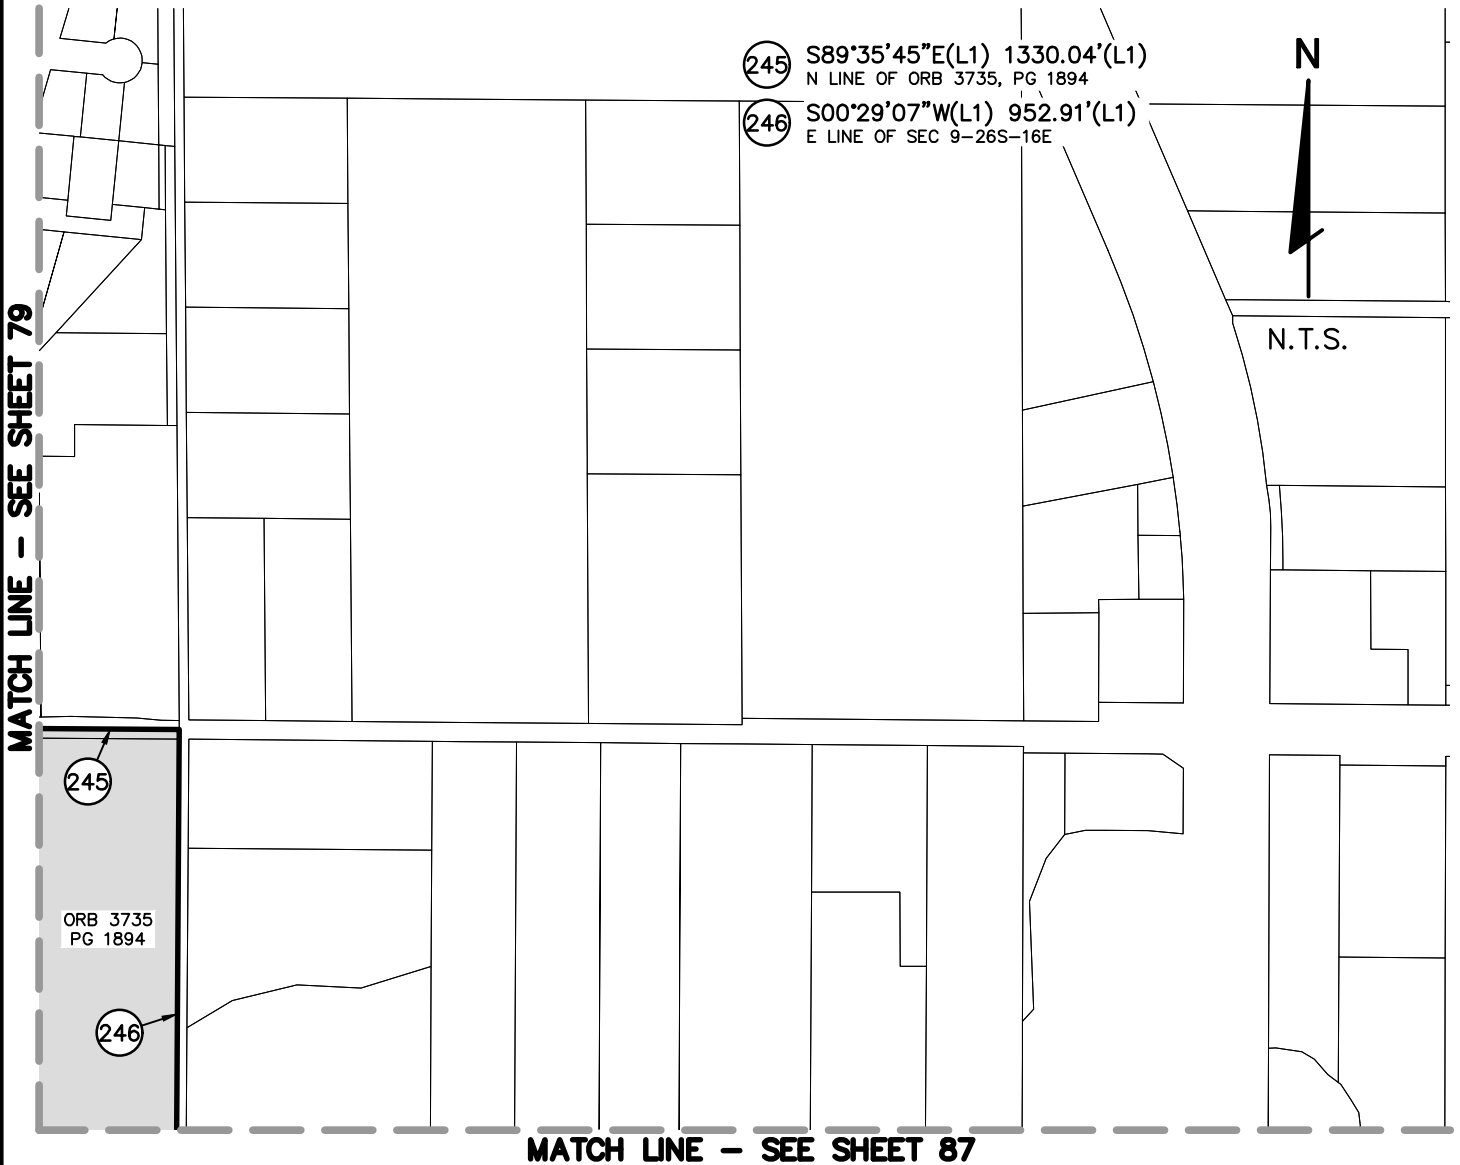 245 S89°35'45"E(L1) 1330.04'(L1)
N LINE OF ORB 3735, PG 1894
246 S00°29'07"W(L1) 952.91'(L1)
E LINE OF SEC 9-26S-16E
N
N.T.S.
MATCH LINE - SEE SHEET 79
245
ORB 3735
PG 1894
246
MATCH LINE - SEE SHEET 87